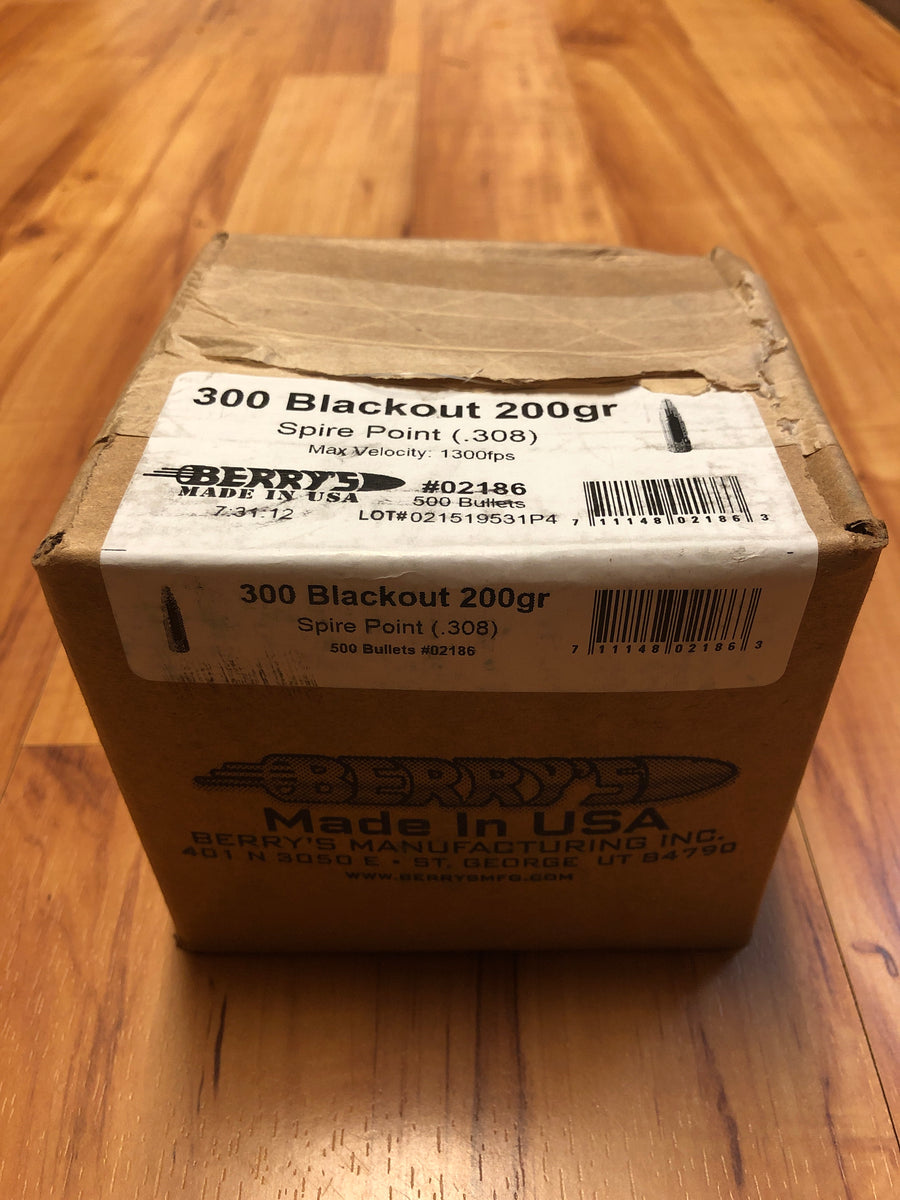 300 Blackout 200gr
Spire Point (.308)
Max Velocity: 1300fps
BERRY'S
MADE IN USA
7:31:12
#02186
500 Bullets
LOT#021519531P4
7 11148 02186 3
300 Blackout 200gr
Spire Point (.308)
500 Bullets #02186
7 11148 02186 3
BERRY'S
Made In USA
BERRY'S MANUFACTURING INC.
401 N 3050 E • ST. GEORGE UT 84790
WWW.BERRYSMFG.COM